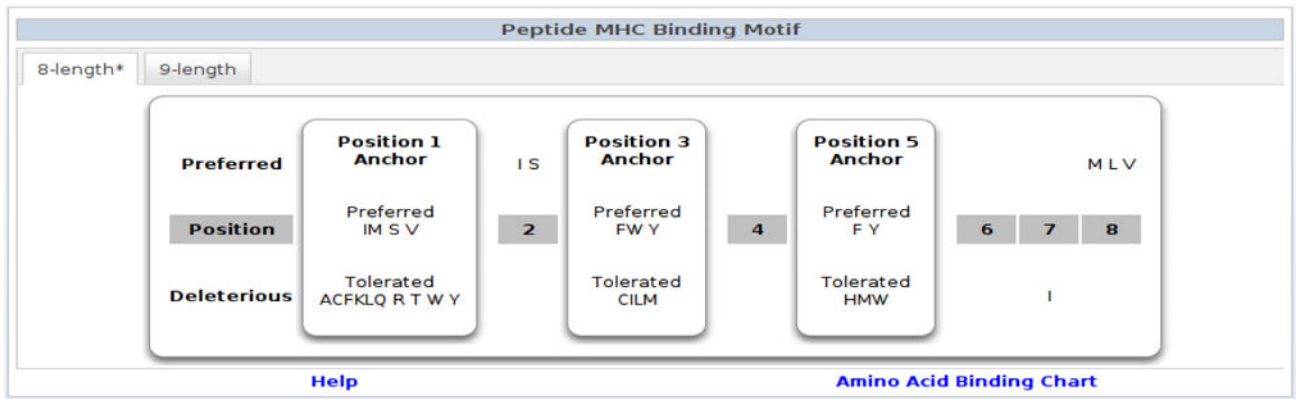 Peptide MHC Binding Motif
8-length* 9-length
Position 1 Anchor
Position 3 Anchor
Position 5 Anchor
Preferred I S M L V
Preferred
IM S V
Preferred
FW Y
Preferred
F Y
Position 2 4 6 7 8
Tolerated
ACFKLQ R T W Y
Tolerated
CILM
Tolerated
HMW
Deleterious I
Help Amino Acid Binding Chart